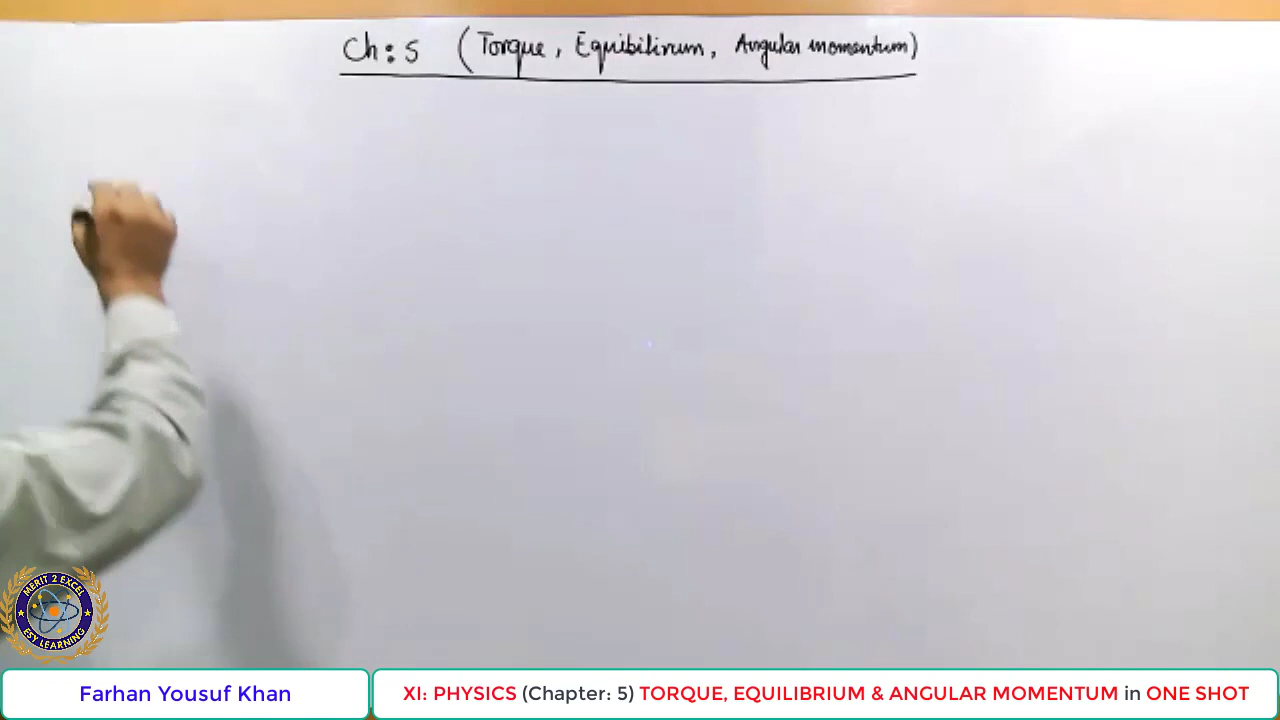 Ch: 5 (Torque, Equibilirum, Angular momentum)
MERIT 2 EXCEL
ESY LEARNING
Farhan Yousuf Khan
XI: PHYSICS (Chapter: 5) TORQUE, EQUILIBRIUM & ANGULAR MOMENTUM in ONE SHOT